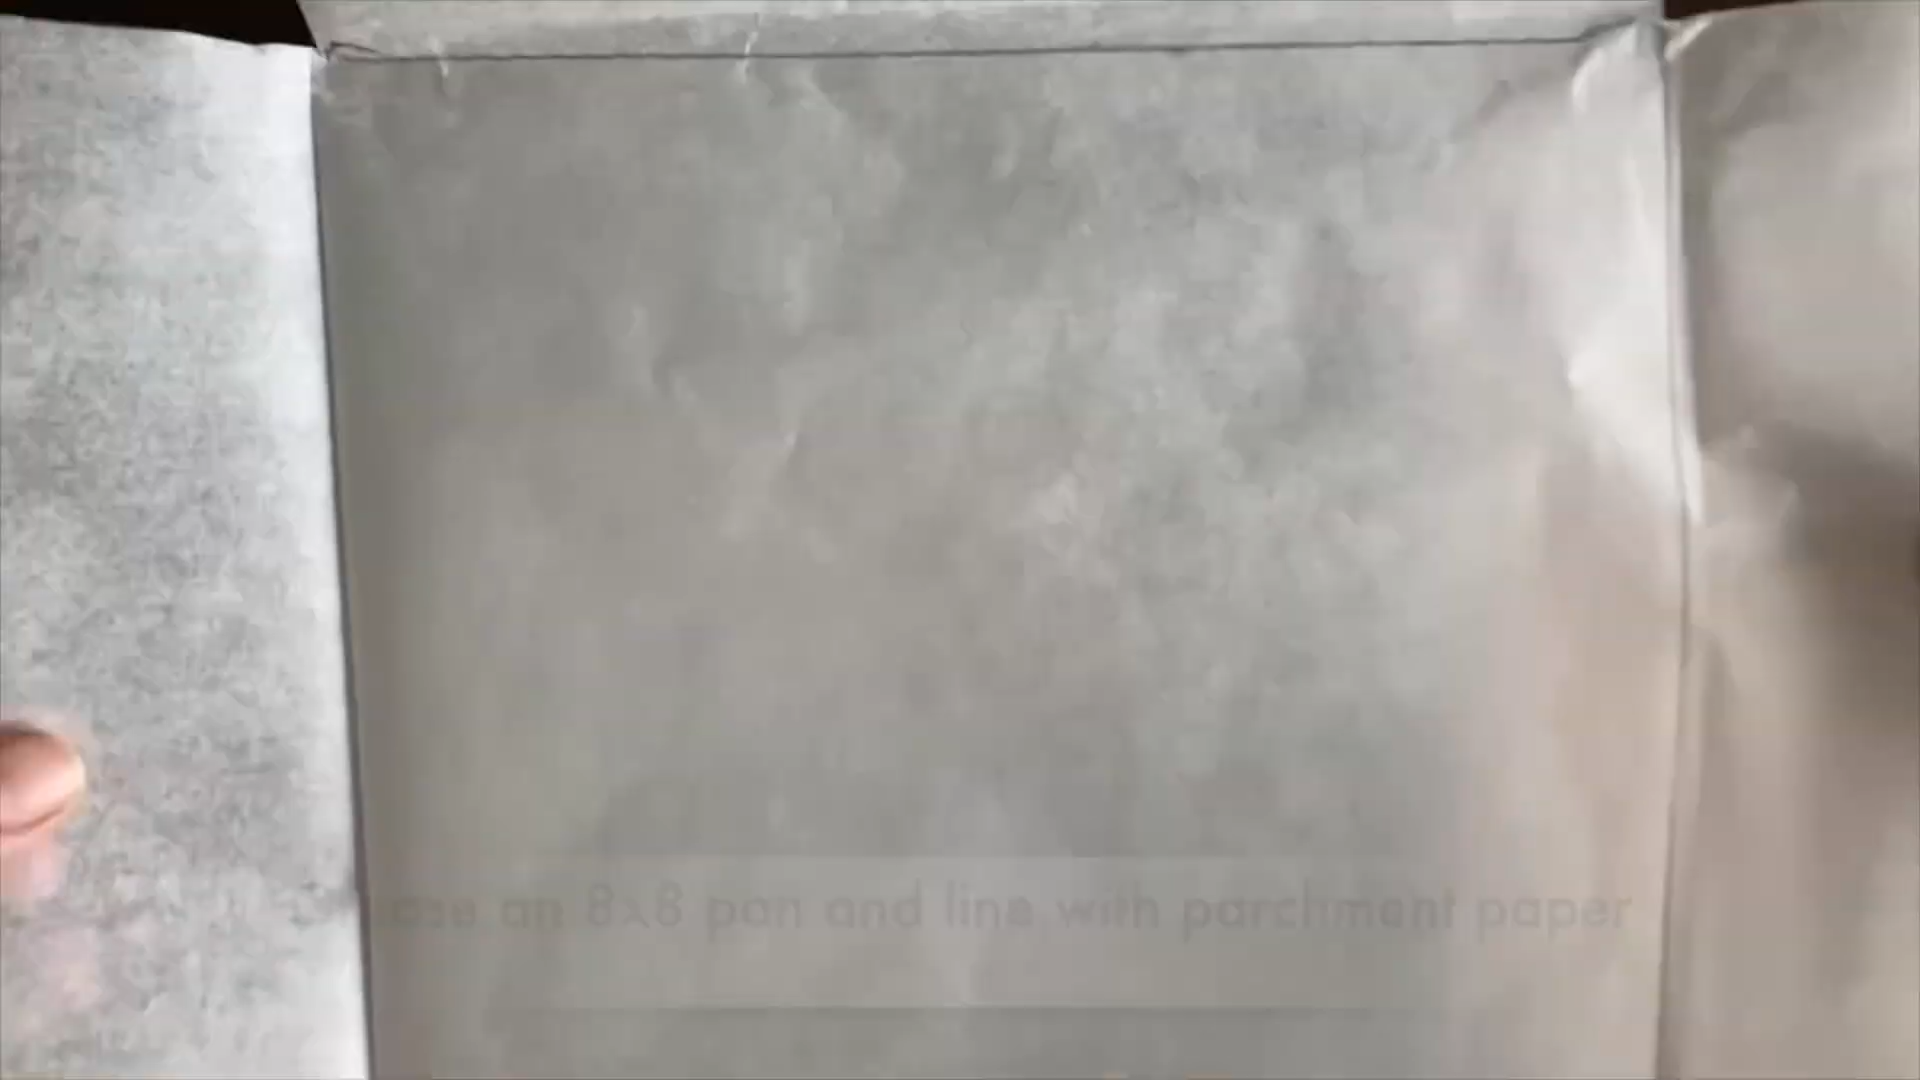 an 8x8 pan and line with parchment paper